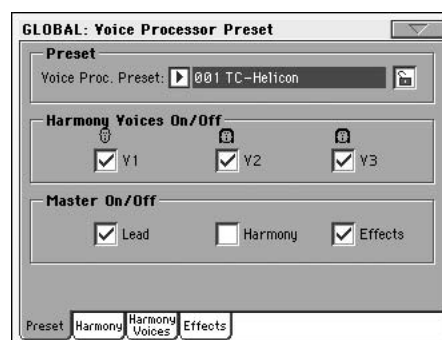 GLOBAL: Voice Processor Preset
Preset
Voice Proc. Preset: 001 TC-Helicon
Harmony Voices On/Off
V1 V2 V3
Master On/Off
Lead Harmony Effects
Preset Harmony Harmony Voices Effects